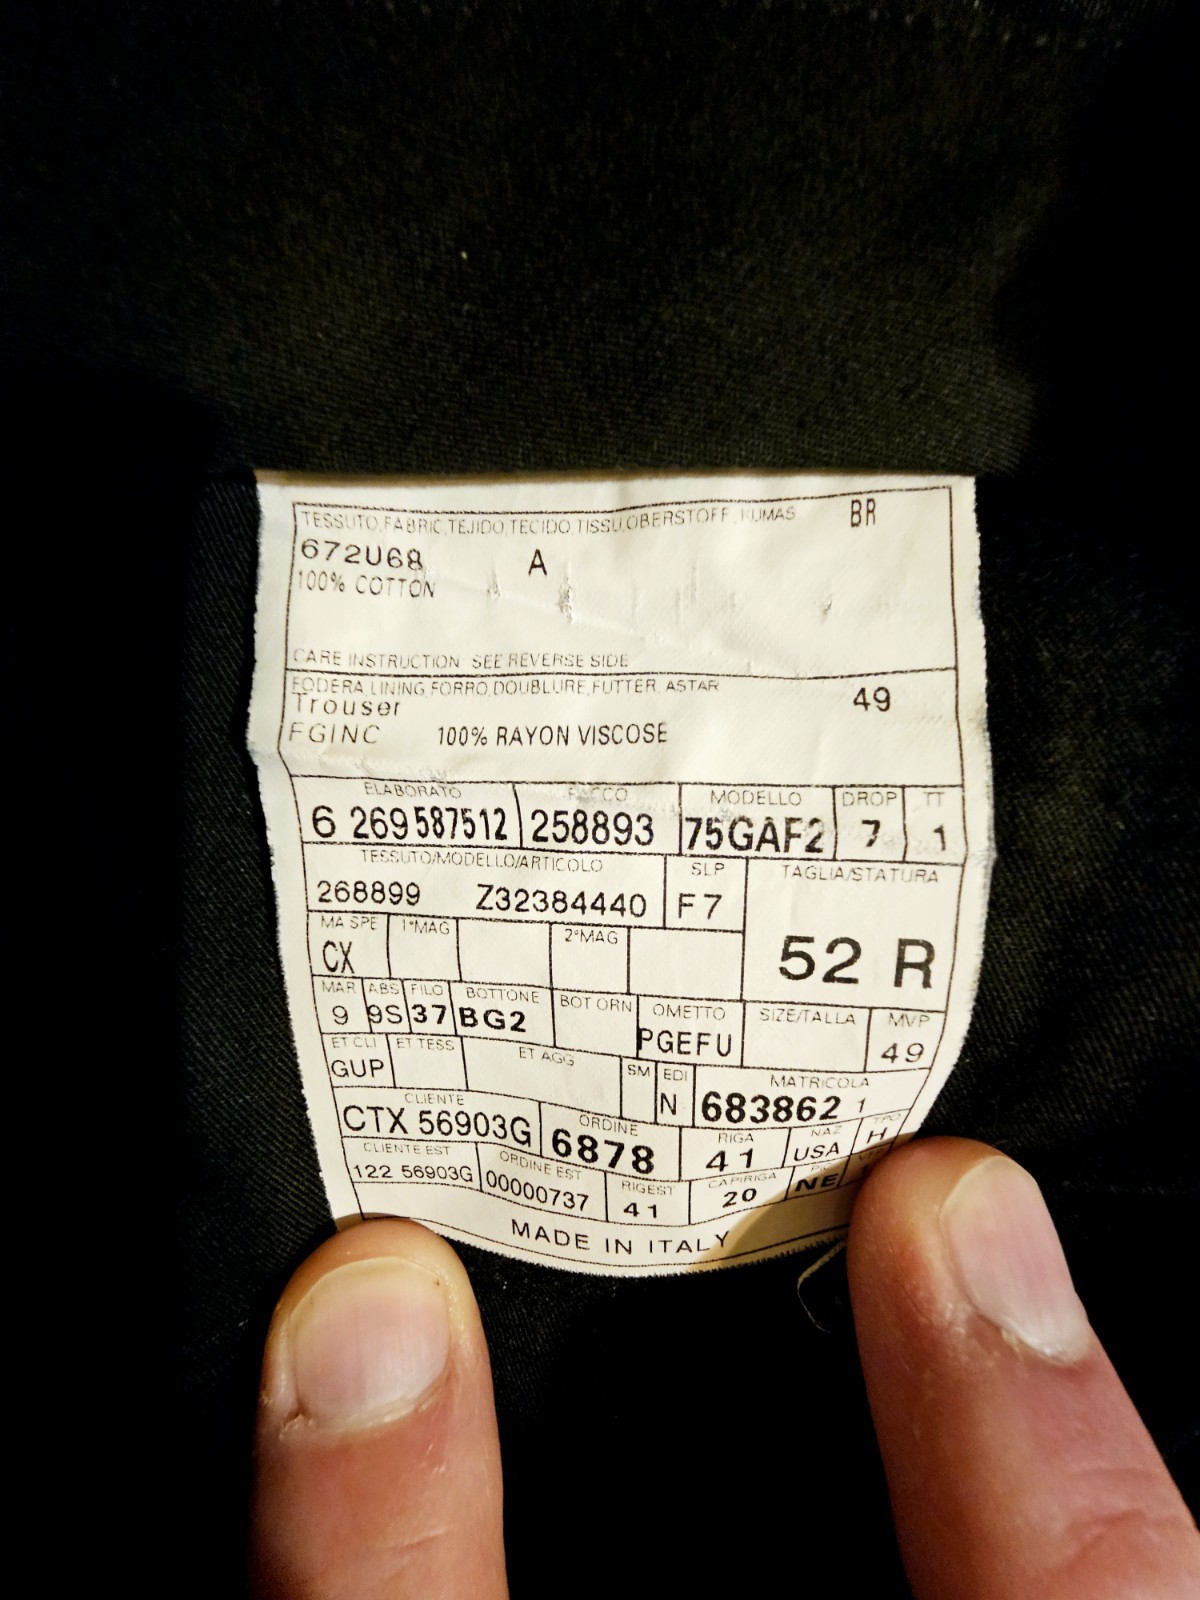 TESSUTO,FABRIC,TEJIDO,TECIDO,TISSU,OBERSTOFF, KUMAS BR
672U68 A
100% COTTON
CARE INSTRUCTION SEE REVERSE SIDE
FODERA,LINING,FORRO,DOUBLURE,FUTTER, ASTAR
Trouser 49
FGINC 100% RAYON VISCOSE
ELABORATO PACCO MODELLO DROP TT
6 269587512 258893 75GAF2 7 1
TESSUTO/MODELLO/ARTICOLO SLP TAGLIA/STATURA
268899 Z32384440 F7
52 R
MA SPE 1°MAG 2°MAG
CX
MAR ABS FILO BOTTONE BOT ORN OMETTO SIZE/TALLA MVP
9 9S 37 BG2 PGEFU 49
ET CLI ET TESS ET AGG SM EDI MATRICOLA
GUP N 683862 1
CLIENTE ORDINE RIGA NAZ TPO
CTX 56903G 6878 41 USA H
CLIENTE EST ORDINE EST RIGEST CAPIRIGA
122 56903G 00000737 41 20 NE
MADE IN ITALY